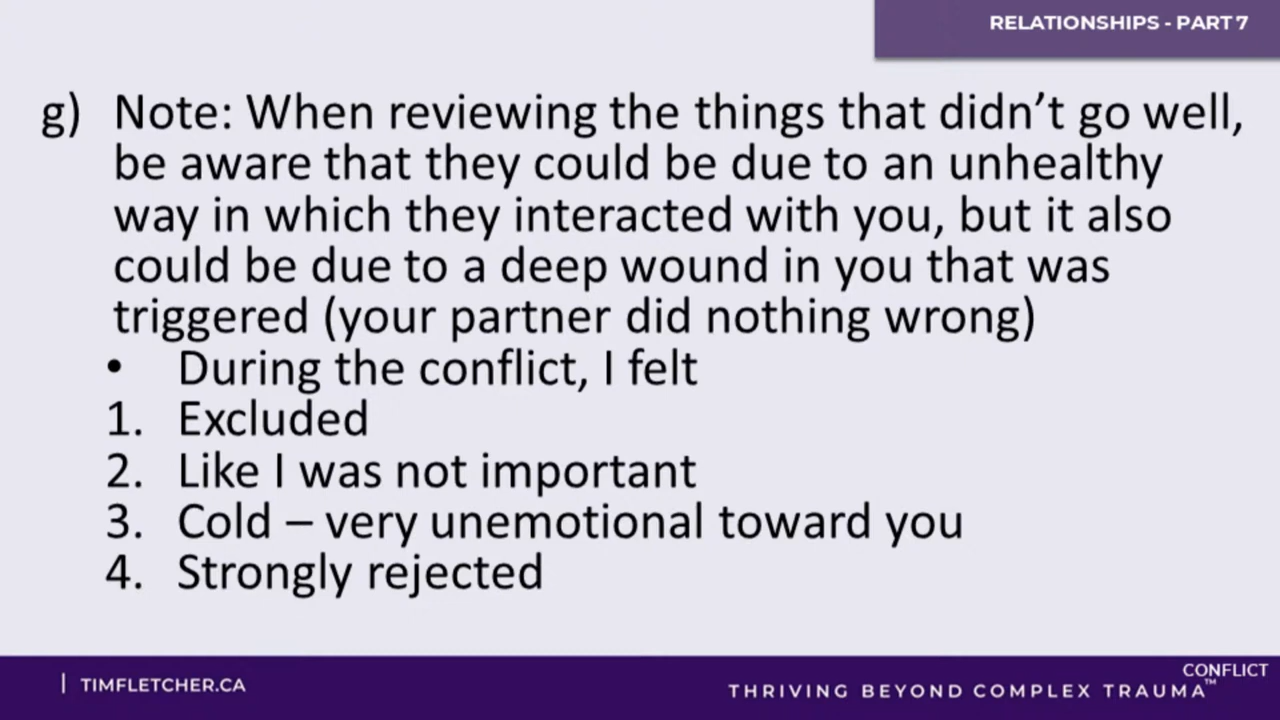 RELATIONSHIPS - PART 7
g) Note: When reviewing the things that didn’t go well,
be aware that they could be due to an unhealthy
way in which they interacted with you, but it also
could be due to a deep wound in you that was
triggered (your partner did nothing wrong)
• During the conflict, I felt
1. Excluded
2. Like I was not important
3. Cold – very unemotional toward you
4. Strongly rejected
| TIMFLETCHER.CA
CONFLICT
THRIVING BEYOND COMPLEX TRAUMA™